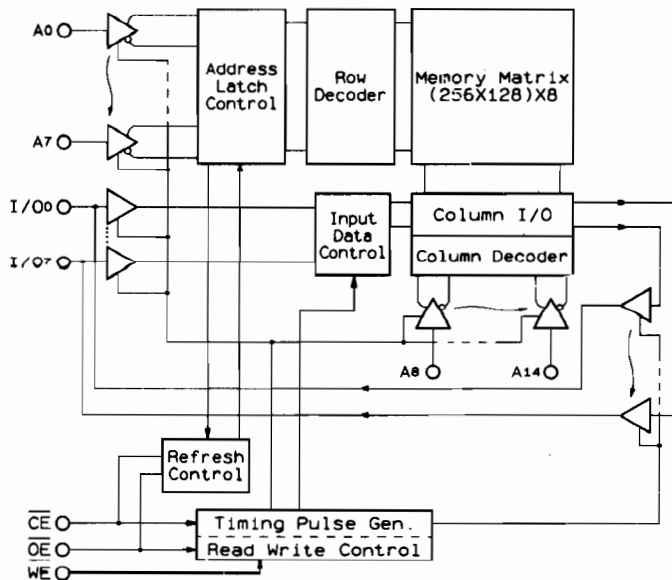 A0
Address
Latch
Control
Row
Decoder
Memory Matrix
(256X128)X8
A7
I/O0
I/O7
Input
Data
Control
Column I/O
Column Decoder
A8
A14
Refresh
Control
CE
OE
WE
Timing Pulse Gen.
Read Write Control